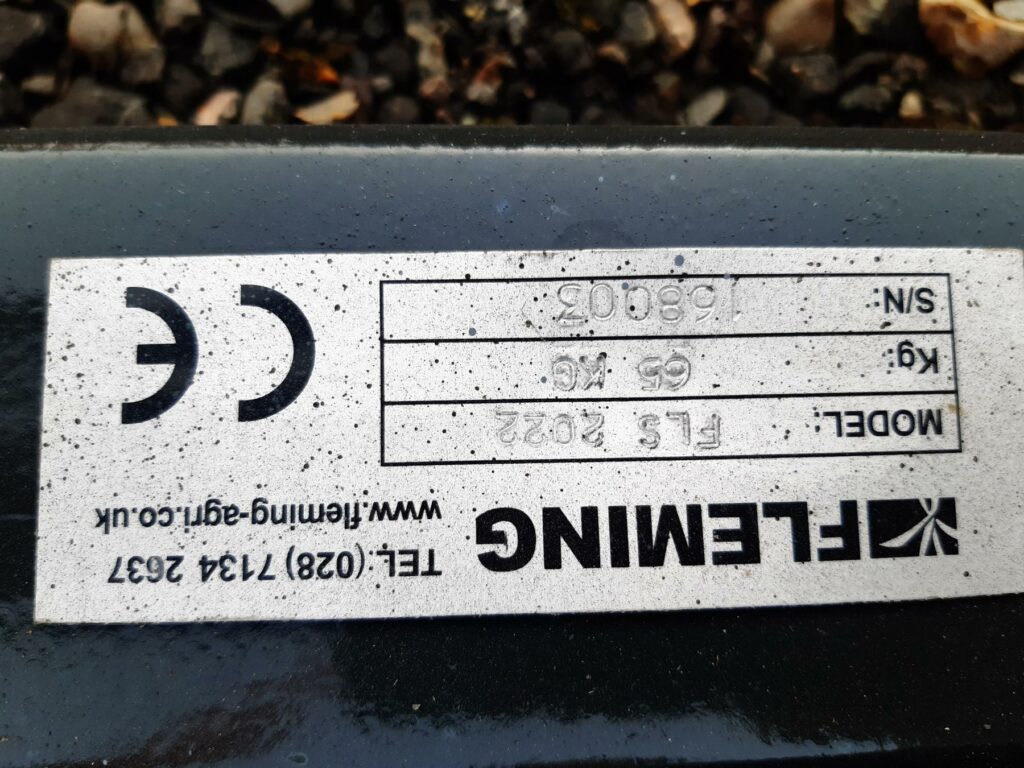 FLEMING
TEL: (028) 7134 2637
www.fleming-agri.co.uk
MODEL: FLS 2022
Kg: 65 KG
S/N: 168003
CE